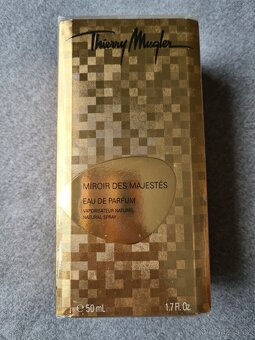 Thierry Mugler
MIROIR DES MAJESTÉS
EAU DE PARFUM
VAPORISATEUR NATUREL
NATURAL SPRAY
e 50 mL
1.7 Fl. Oz.